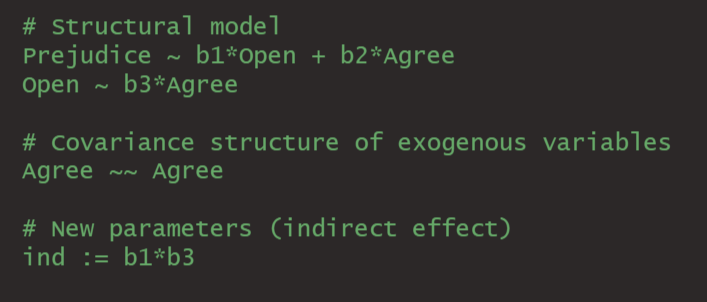 # Structural model
Prejudice ~ b1*Open + b2*Agree
Open ~ b3*Agree
# Covariance structure of exogenous variables
Agree ~~ Agree
# New parameters (indirect effect)
ind := b1*b3